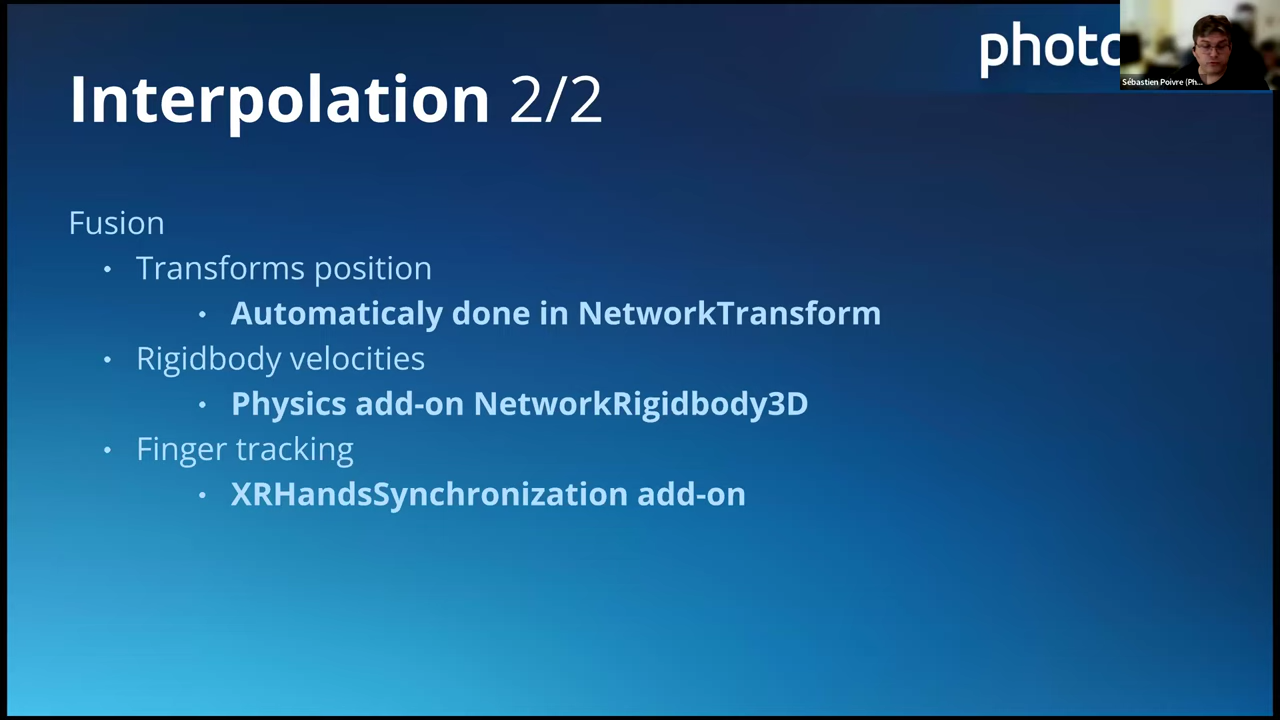 photo
Sébastien Poivre (Ph...
Interpolation 2/2
Fusion
• Transforms position
• Automaticaly done in NetworkTransform
• Rigidbody velocities
• Physics add-on NetworkRigidbody3D
• Finger tracking
• XRHandsSynchronization add-on